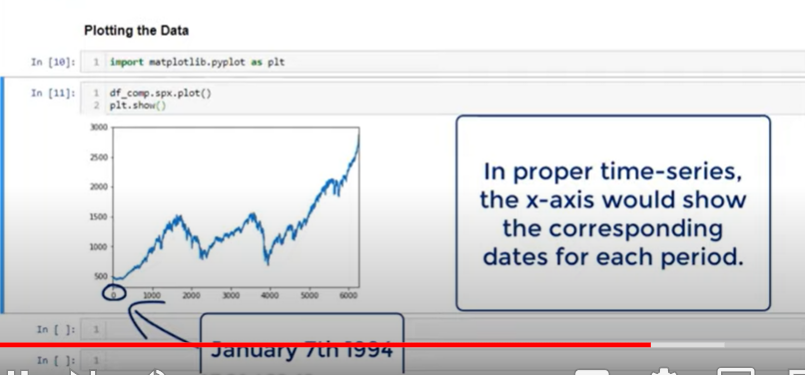 Plotting the Data
In [10]: 1 import matplotlib.pyplot as plt
In [11]: 1 df_comp.spx.plot()
2 plt.show()
3000
2500
2000
1500
1000
500
0 1000 2000 3000 4000 5000 6000
In proper time-series,
the x-axis would show
the corresponding
dates for each period.
In [ ]: 1
January 7th 1994
In [ ]: 1